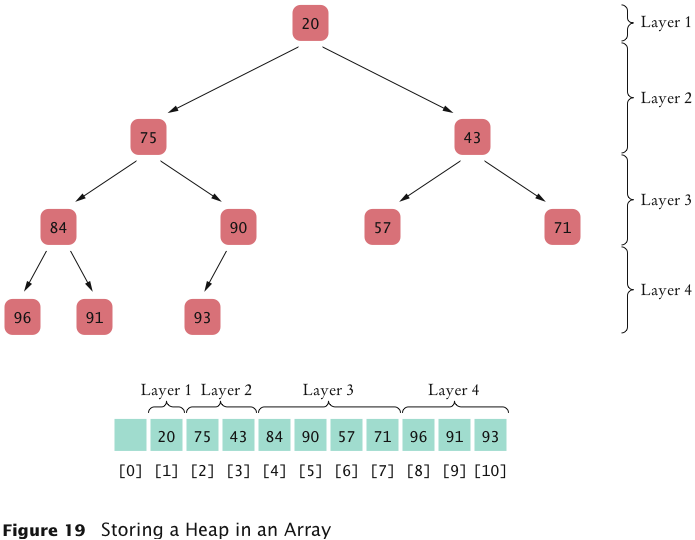 20 Layer 1
Layer 2
75 43
Layer 3
84 90 57 71
Layer 4
96 91 93
Layer 1 Layer 2 Layer 3 Layer 4
20 75 43 84 90 57 71 96 91 93
[0] [1] [2] [3] [4] [5] [6] [7] [8] [9] [10]
Figure 19 Storing a Heap in an Array